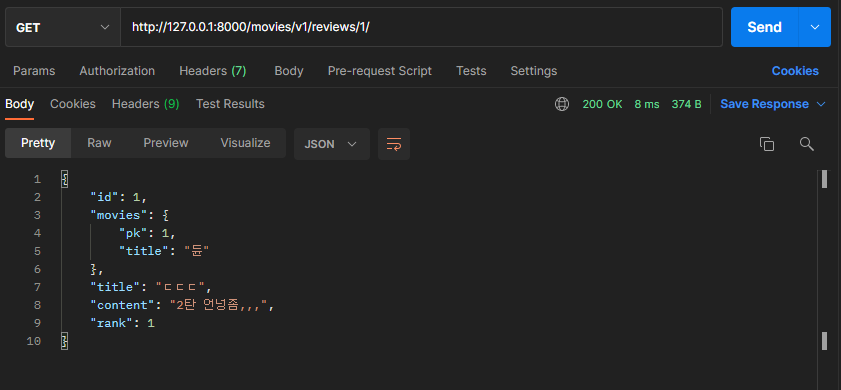 GET http://127.0.0.1:8000/movies/v1/reviews/1/ Send
Params Authorization Headers (7) Body Pre-request Script Tests Settings Cookies
Body Cookies Headers (9) Test Results 200 OK 8 ms 374 B Save Response
Pretty Raw Preview Visualize JSON
1 {
2 "id": 1,
3 "movies": {
4 "pk": 1,
5 "title": "듄"
6 },
7 "title": "ㄷㄷㄷ",
8 "content": "2탄 언넝좀,,,",
9 "rank": 1
10 }